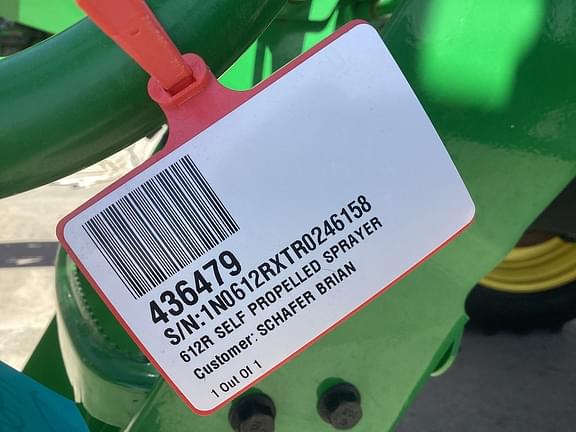 436479
S/N:1N0612RXTR0246158
612R SELF PROPELLED SPRAYER
Customer: SCHAFER BRIAN
1 Out Of 1